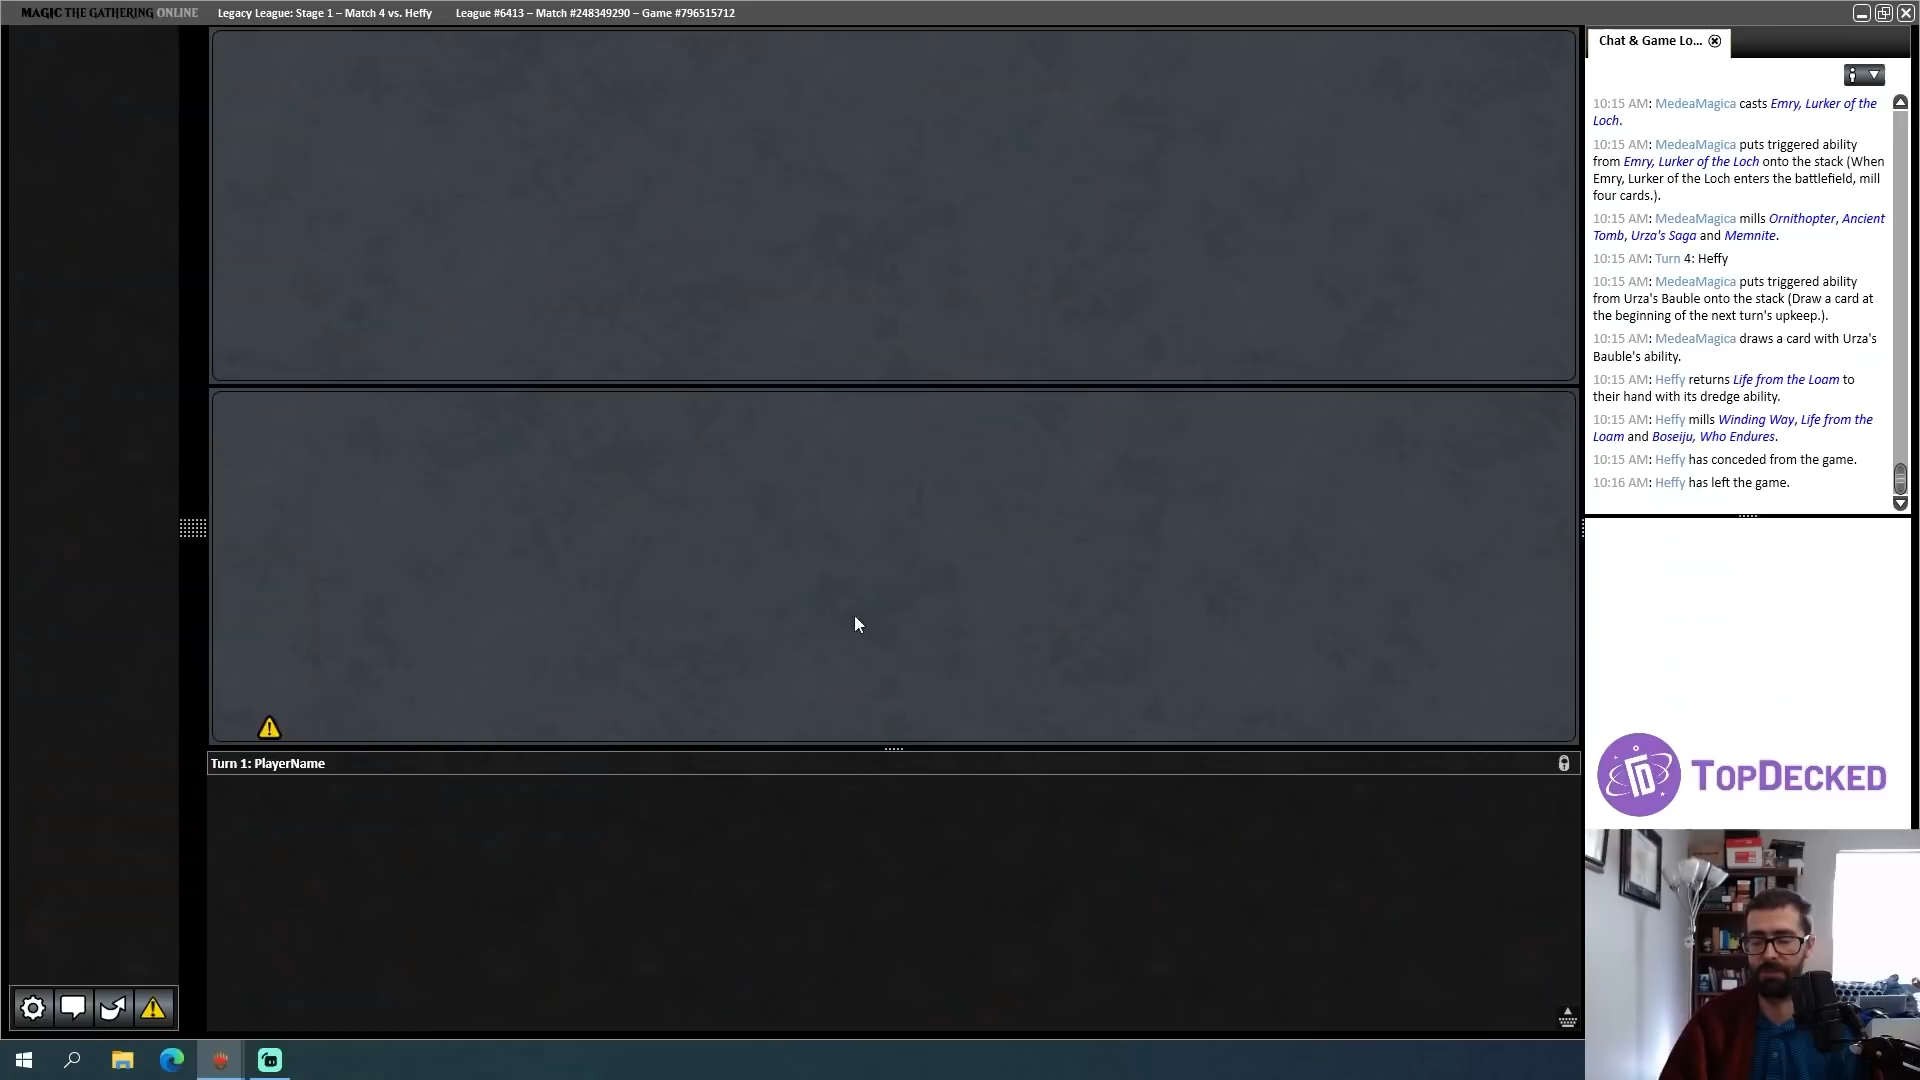 MAGIC THE GATHERING ONLINE
Legacy League: Stage 1 – Match 4 vs. Heffy
League #6413 – Match #248349290 – Game #796515712
Chat & Game Lo...
10:15 AM: MedeaMagica casts Emry, Lurker of the
Loch.
10:15 AM: MedeaMagica puts triggered ability
from Emry, Lurker of the Loch onto the stack (When
Emry, Lurker of the Loch enters the battlefield, mill
four cards.).
10:15 AM: MedeaMagica mills Ornithopter, Ancient
Tomb, Urza's Saga and Memnite.
10:15 AM: Turn 4: Heffy
10:15 AM: MedeaMagica puts triggered ability
from Urza's Bauble onto the stack (Draw a card at
the beginning of the next turn's upkeep.).
10:15 AM: MedeaMagica draws a card with Urza's
Bauble's ability.
10:15 AM: Heffy returns Life from the Loam to
their hand with its dredge ability.
10:15 AM: Heffy mills Winding Way, Life from the
Loam and Boseiju, Who Endures.
10:15 AM: Heffy has conceded from the game.
10:16 AM: Heffy has left the game.
Turn 1: PlayerName
TOPDECKED